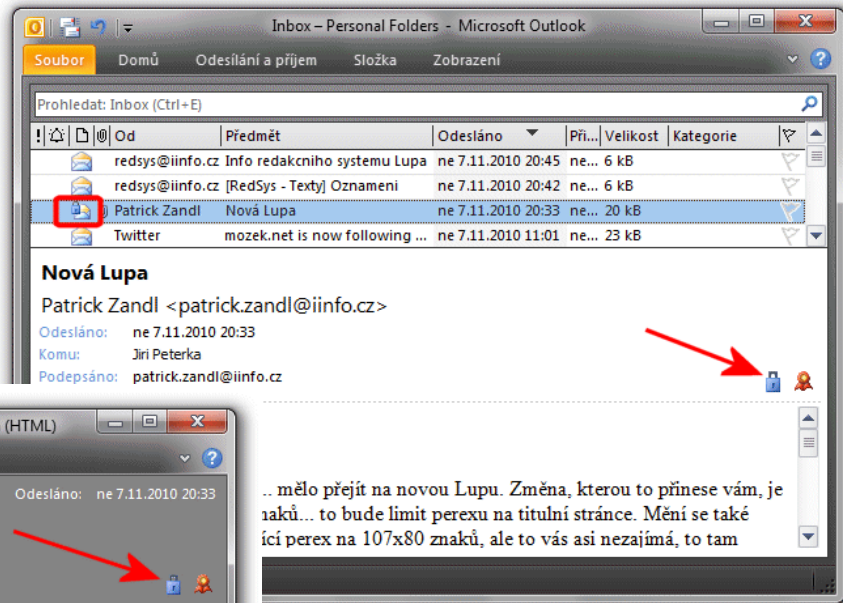 Inbox – Personal Folders - Microsoft Outlook
Soubor Domů Odesílání a příjem Složka Zobrazení
Prohledat: Inbox (Ctrl+E)
! Od Předmět Odesláno Při... Velikost Kategorie
redsys@iinfo.cz Info redakcniho systemu Lupa ne 7.11.2010 20:45 ne... 6 kB
redsys@iinfo.cz [RedSys - Texty] Oznameni ne 7.11.2010 20:42 ne... 6 kB
Patrick Zandl Nová Lupa ne 7.11.2010 20:33 ne... 20 kB
Twitter mozek.net is now following ... ne 7.11.2010 11:01 ne... 23 kB
Nová Lupa
Patrick Zandl <patrick.zandl@iinfo.cz>
Odesláno: ne 7.11.2010 20:33
Komu: Jiri Peterka
Podepsáno: patrick.zandl@iinfo.cz
(HTML)
Odesláno: ne 7.11.2010 20:33
... mělo přejít na novou Lupu. Změna, kterou to přinese vám, je
znaků... to bude limit perexu na titulní stránce. Mění se také
ící perex na 107x80 znaků, ale to vás asi nezajímá, to tam